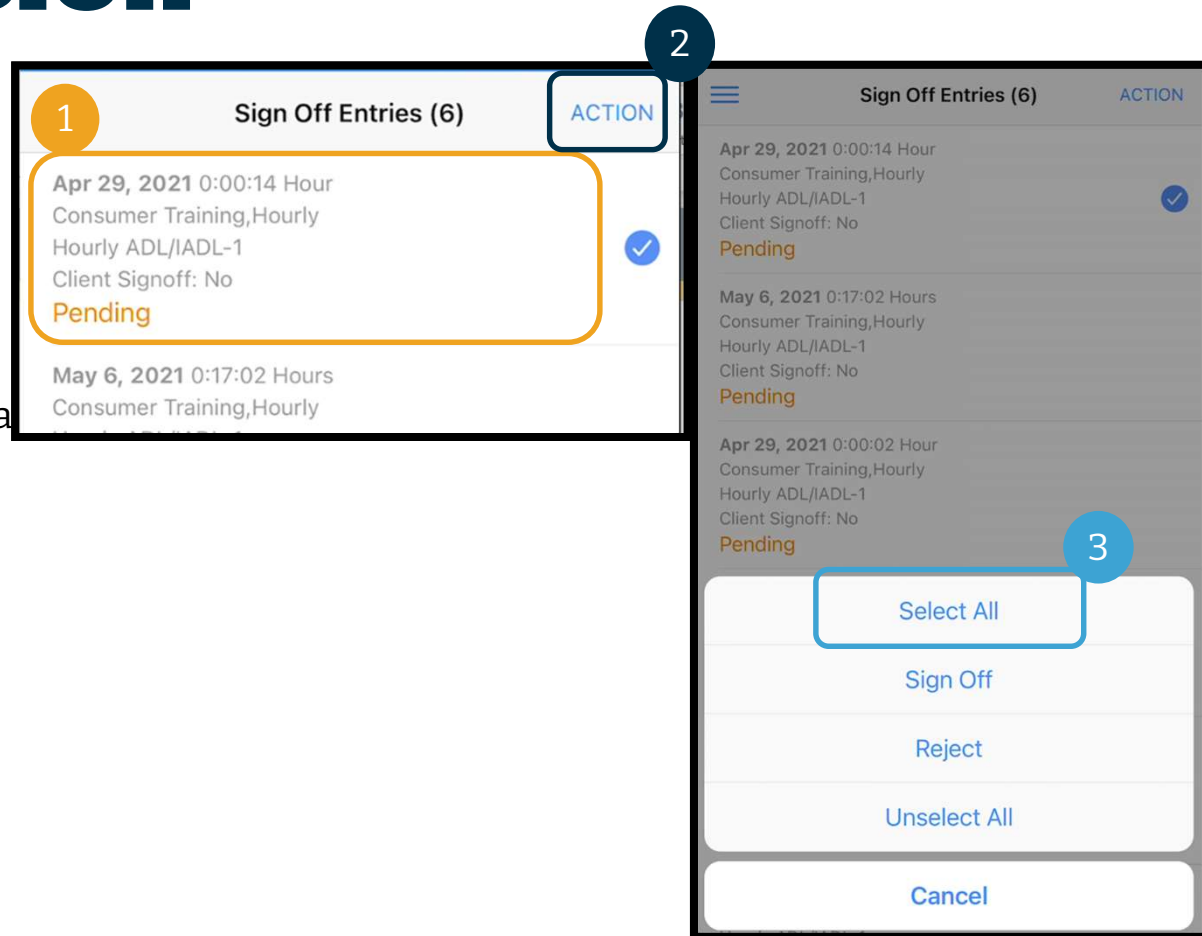 1
2
Sign Off Entries (6)
ACTION
Apr 29, 2021 0:00:14 Hour
Consumer Training,Hourly
Hourly ADL/IADL-1
Client Signoff: No
Pending
May 6, 2021 0:17:02 Hours
Consumer Training,Hourly
a
Sign Off Entries (6)
ACTION
Apr 29, 2021 0:00:14 Hour
Consumer Training,Hourly
Hourly ADL/IADL-1
Client Signoff: No
Pending
May 6, 2021 0:17:02 Hours
Consumer Training,Hourly
Hourly ADL/IADL-1
Client Signoff: No
Pending
Apr 29, 2021 0:00:02 Hour
Consumer Training,Hourly
Hourly ADL/IADL-1
Client Signoff: No
Pending
3
Select All
Sign Off
Reject
Unselect All
Cancel